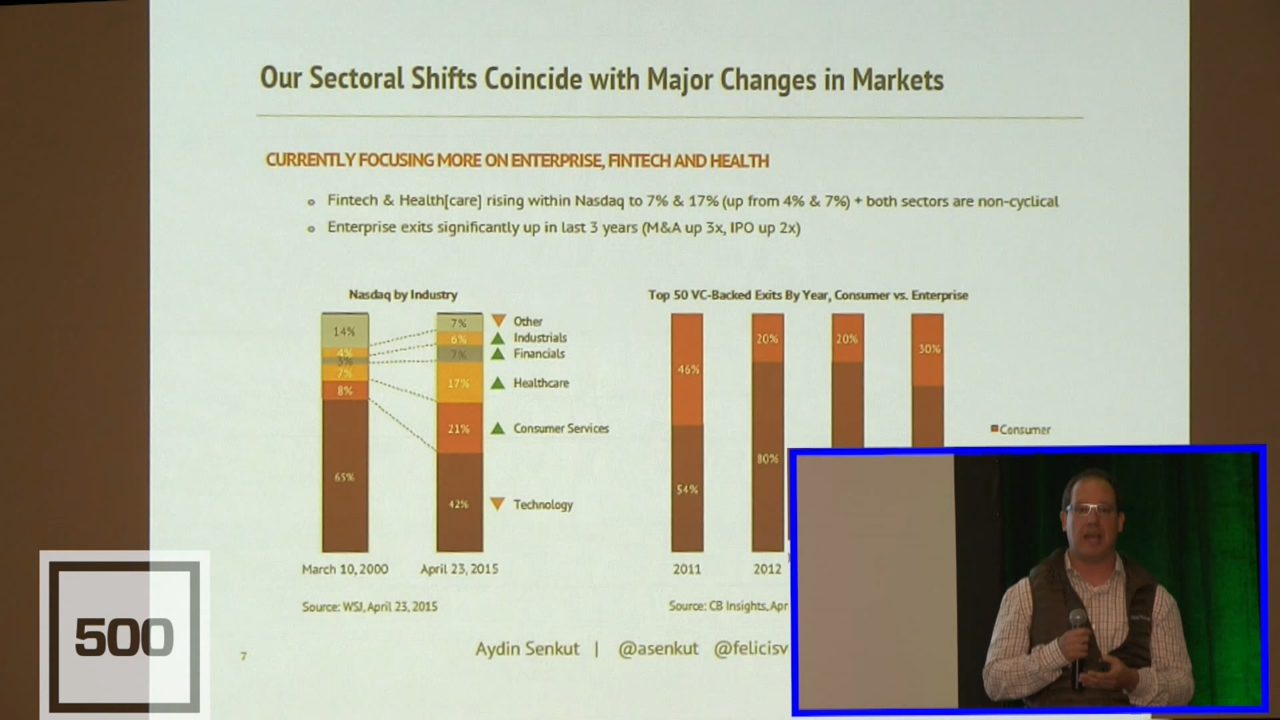 Our Sectoral Shifts Coincide with Major Changes in Markets
CURRENTLY FOCUSING MORE ON ENTERPRISE, FINTECH AND HEALTH
Fintech & Health[care] rising within Nasdaq to 7% & 17% (up from 4% & 7%) + both sectors are non-cyclical
Enterprise exits significantly up in last 3 years (M&A up 3x, IPO up 2x)
Nasdaq by Industry
14%
4%
3%
7%
8%
65%
7%
6%
7%
17%
21%
42%
Other
Industrials
Financials
Healthcare
Consumer Services
Technology
March 10, 2000
April 23, 2015
Source: WSJ, April 23, 2015
Top 50 VC-Backed Exits By Year, Consumer vs. Enterprise
46%
54%
20%
80%
20%
30%
Consumer
2011
2012
Source: CB Insights, Apr
Aydin Senkut | @asenkut @felicisv
7
500